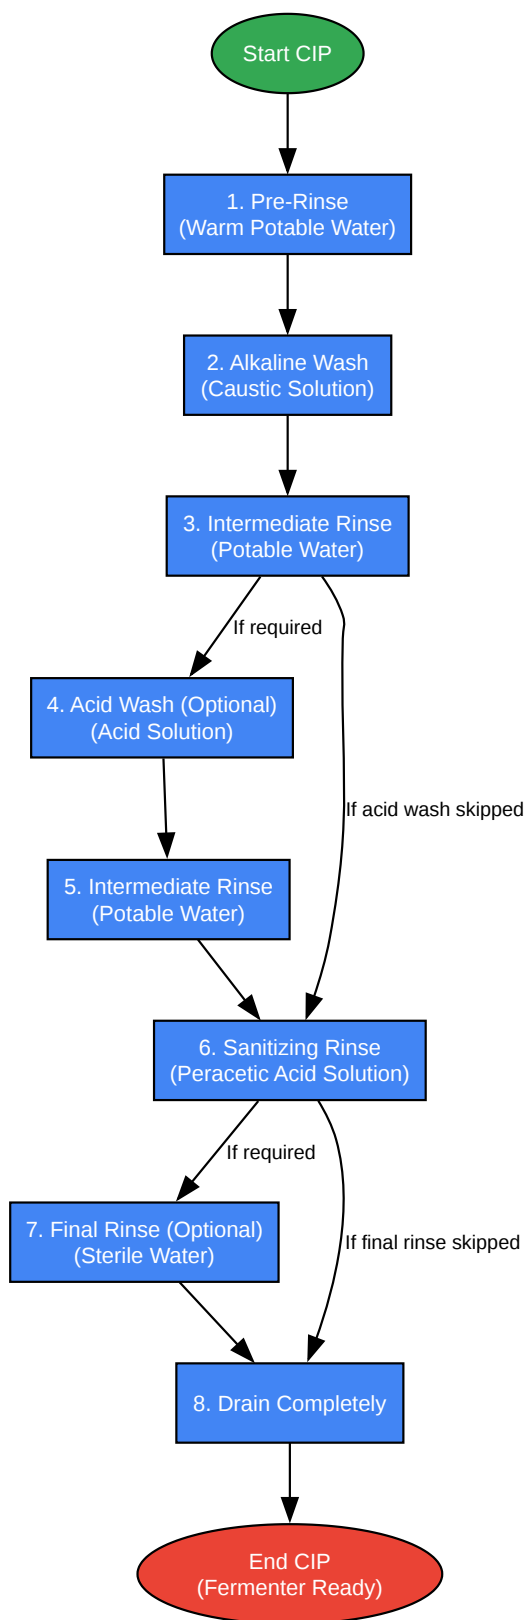 Start CIP
1. Pre-Rinse
(Warm Potable Water)
2. Alkaline Wash
(Caustic Solution)
3. Intermediate Rinse
(Potable Water)
If required
4. Acid Wash (Optional)
(Acid Solution)
If acid wash skipped
5. Intermediate Rinse
(Potable Water)
6. Sanitizing Rinse
(Peracetic Acid Solution)
If required
7. Final Rinse (Optional)
(Sterile Water)
If final rinse skipped
8. Drain Completely
End CIP
(Fermenter Ready)